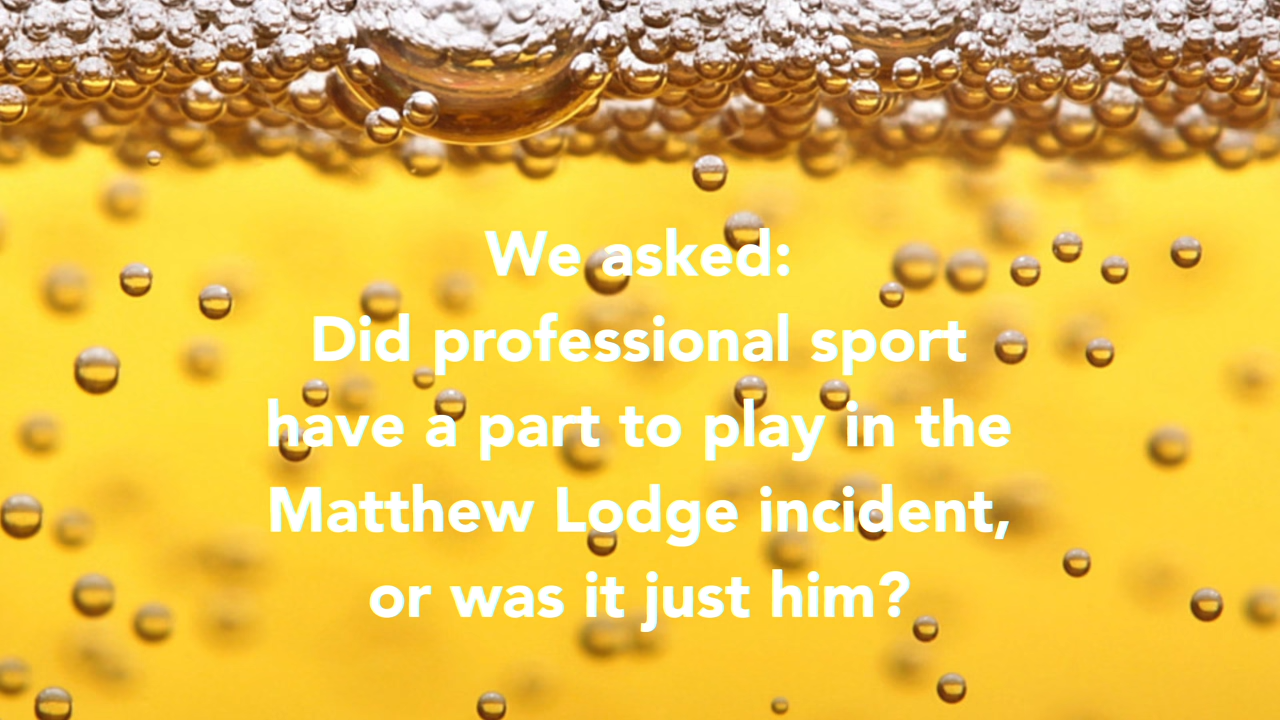 We asked:
Did professional sport
have a part to play in the
Matthew Lodge incident,
or was it just him?